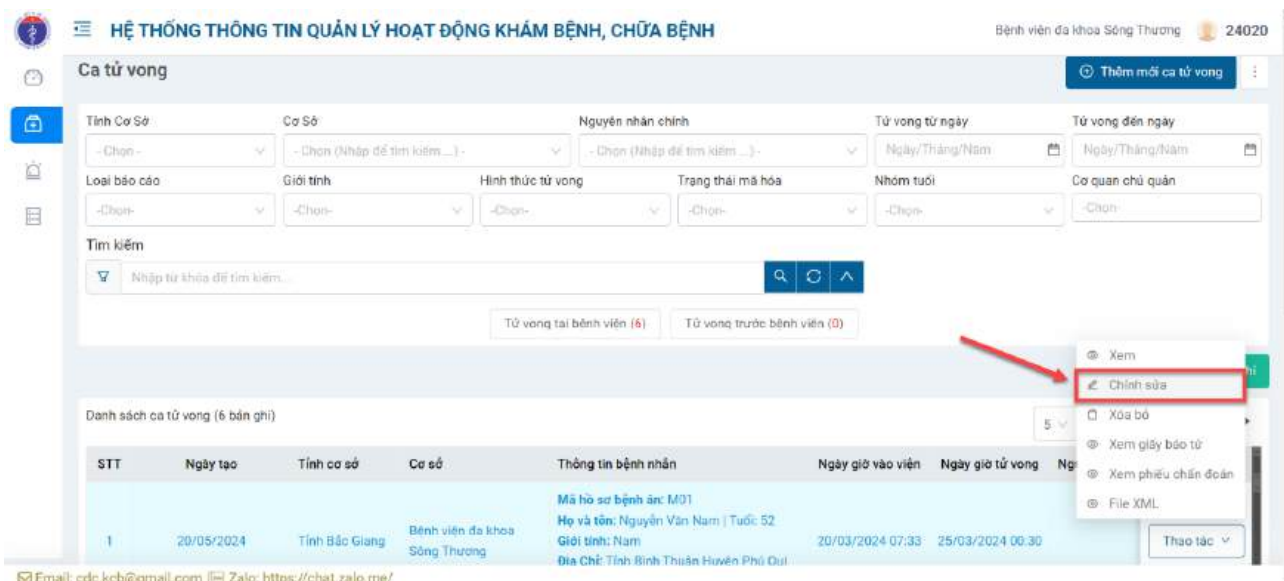 HỆ THỐNG THÔNG TIN QUẢN LÝ HOẠT ĐỘNG KHÁM BỆNH, CHỮA BỆNH
Bệnh viện đa khoa Sông Thương 24020
Ca tử vong
Thêm mới ca tử vong
Tỉnh Cơ Sở Cơ Sở Nguyên nhân chính Tử vong từ ngày Tử vong đến ngày
- Chọn - - Chọn (Nhập để tìm kiếm ...) - - Chọn (Nhập để tìm kiếm ...) - Ngày/Tháng/Năm Ngày/Tháng/Năm
Loại báo cáo Giới tính Hình thức tử vong Trạng thái mã hóa Nhóm tuổi Cơ quan chủ quản
-Chọn- -Chọn- -Chọn- -Chọn- -Chọn- -Chọn-
Tìm kiếm
Nhập từ khóa để tìm kiếm...
Tử vong tại bệnh viện (6) Tử vong trước bệnh viện (0)
Xem
Chỉnh sửa
Xóa bỏ
Xem giấy báo tử
Xem phiếu chẩn đoán
File XML
Danh sách ca tử vong (6 bản ghi) 5
STT Ngày tạo Tỉnh cơ sở Cơ sở Thông tin bệnh nhân Ngày giờ vào viện Ngày giờ tử vong
1 20/05/2024 Tỉnh Bắc Giang Bệnh viện đa khoa Sông Thương
Mã hồ sơ bệnh án: M01
Họ và tên: Nguyễn Văn Nam | Tuổi: 52
Giới tính: Nam
Địa Chỉ: Tỉnh Bình Thuận Huyện Phú Quí
20/03/2024 07:33 25/03/2024 00:30 Thao tác
Email: cdc.kcb@gmail.com Zalo: https://chat.zalo.me/